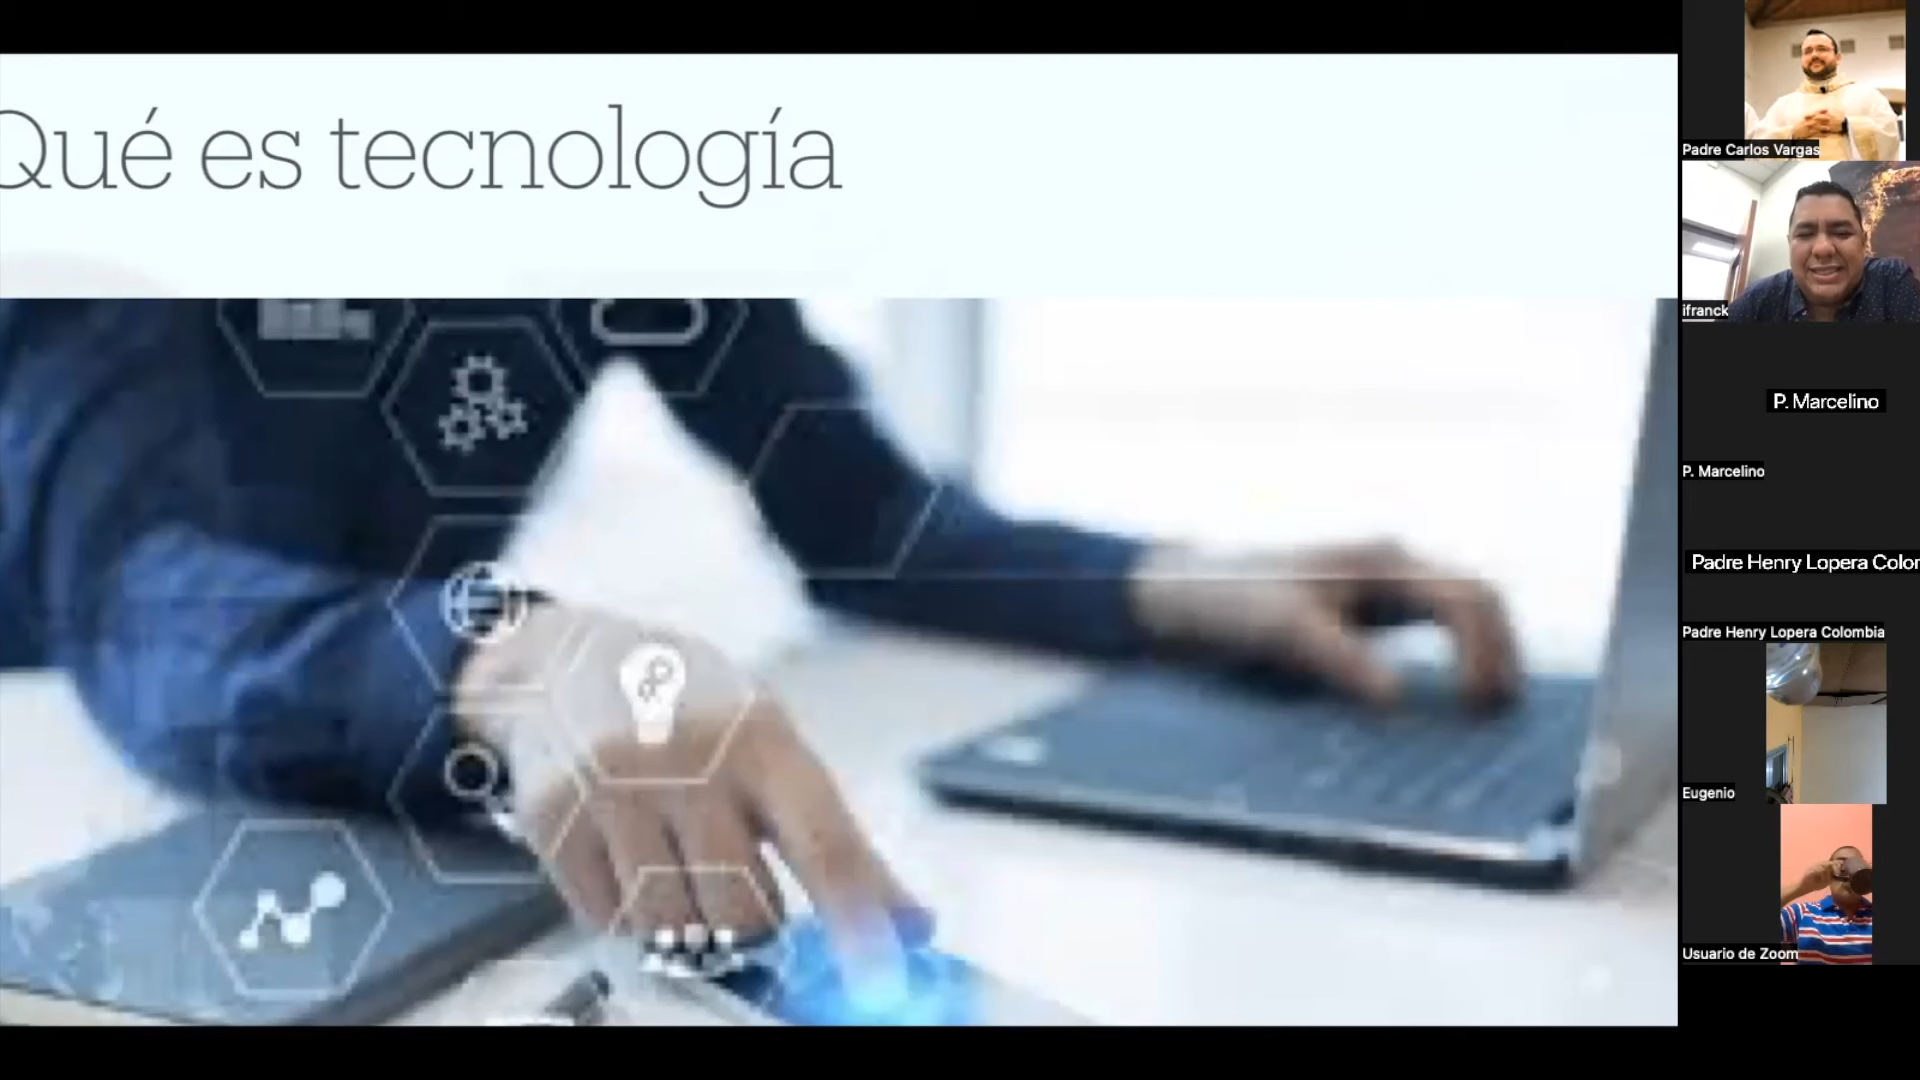 Qué es tecnología
Padre Carlos Vargas
ifranck
P. Marcelino
P. Marcelino
Padre Henry Lopera Color
Padre Henry Lopera Colombia
Eugenio
Usuario de Zoom